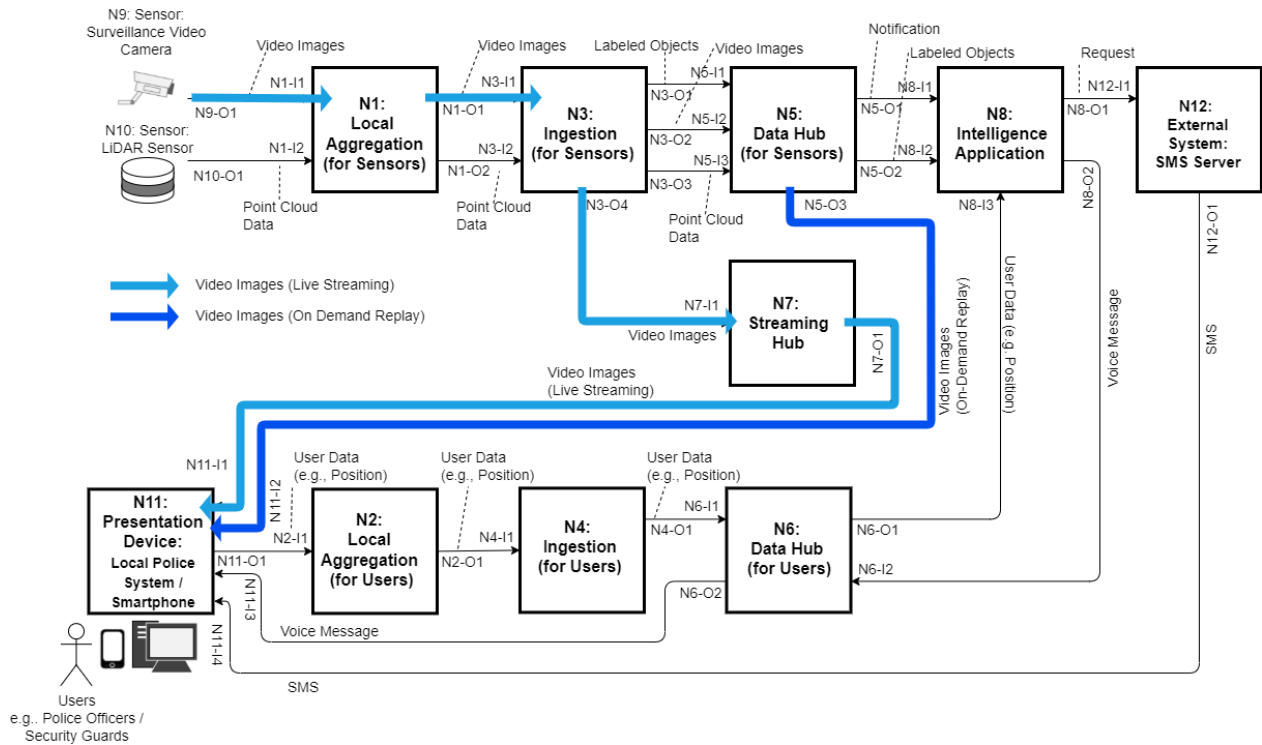 N9: Sensor:
Surveillance Video
Camera
Video Images
N1-I1
N9-O1
N10: Sensor:
LiDAR Sensor
N1-I2
N10-O1
Point Cloud
Data
N1: Local
Aggregation
(for Sensors)
Video Images
N3-I1
N1-O1
N3-I2
N1-O2
Point Cloud
Data
N3:
Ingestion
(for Sensors)
Labeled Objects
Video Images
N5-I1
N3-O1
N5-I2
N3-O2
N5-I3
N3-O3
N3-O4
Point Cloud
Data
N5:
Data Hub
(for Sensors)
Notification
Labeled Objects
N8-I1
N5-O1
N8-I2
N5-O2
N5-O3
N8:
Intelligence
Application
Request
N12-I1
N8-O1
N8-O2
N8-I3
N12:
External
System:
SMS Server
N12-O1
Video Images (Live Streaming)
Video Images (On Demand Replay)
N7-I1
Video Images
N7:
Streaming
Hub
N7-O1
Video Images
(On-Demand Replay)
User Data (e.g. Position)
Voice Message
SMS
Video Images
(Live Streaming)
N11-I1
N11-I2
N11:
Presentation
Device:
Local Police
System /
Smartphone
User Data
(e.g., Position)
N2-I1
N11-O1
N11-I3
N11-I4
N2: Local
Aggregation
(for Users)
User Data
(e.g., Position)
N4-I1
N2-O1
N4:
Ingestion
(for Users)
User Data
(e.g., Position)
N6-I1
N4-O1
N6:
Data Hub
(for Users)
N6-O1
N6-I2
N6-O2
Voice Message
SMS
Users
e.g.. Police Officers /
Security Guards